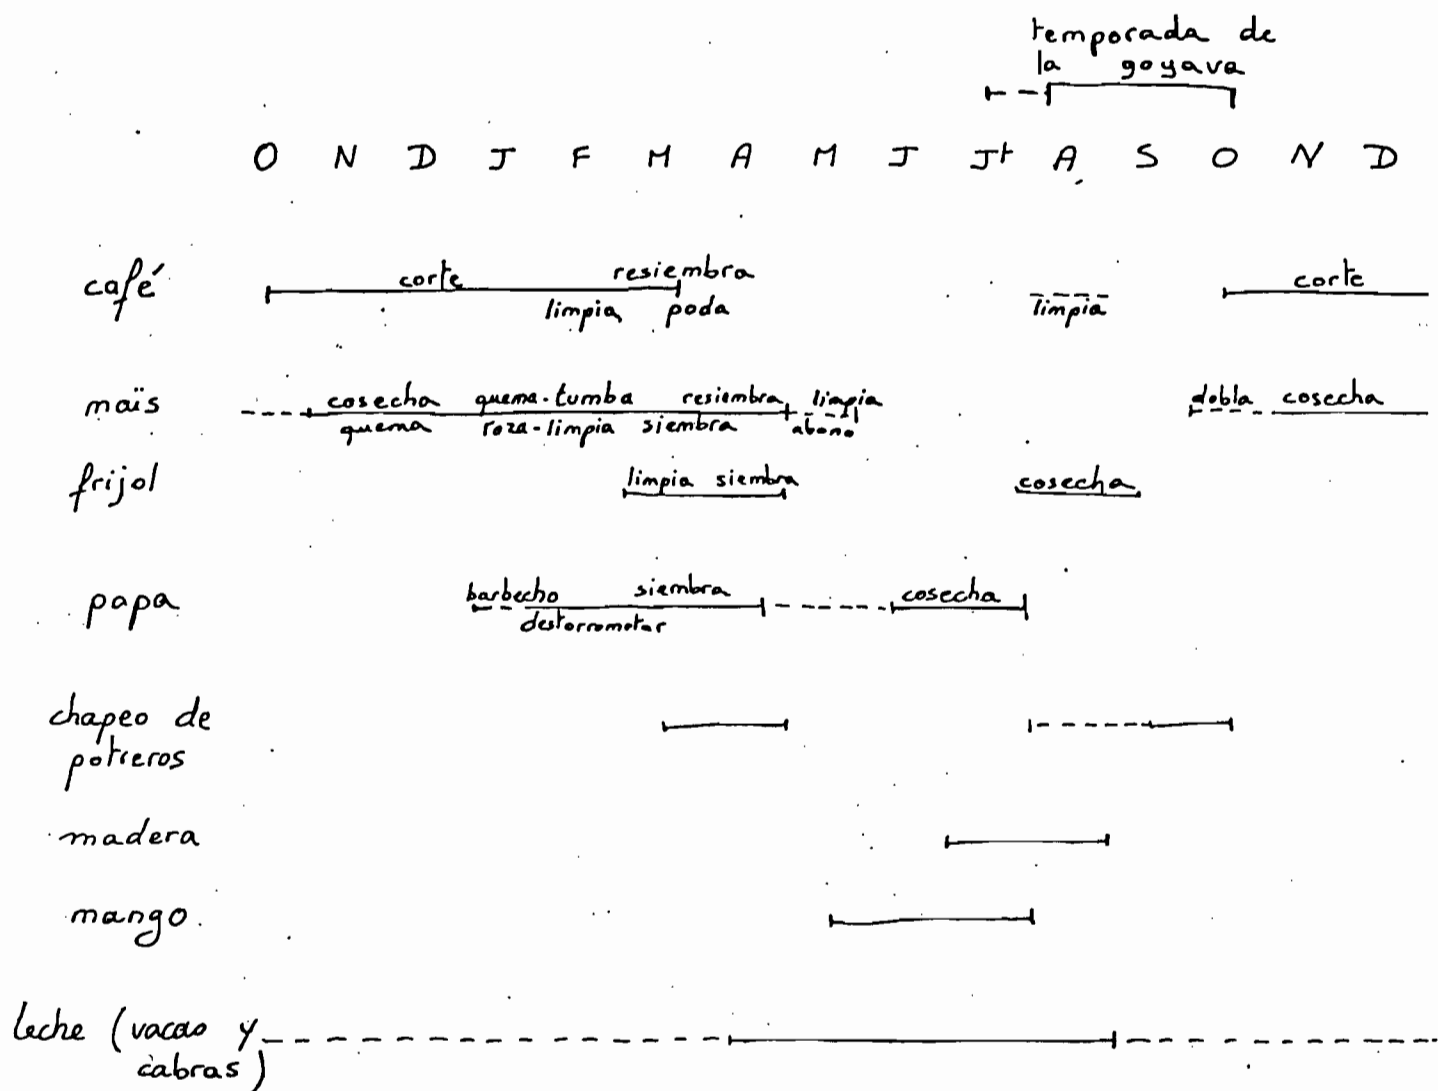 temporada de
la goyava
O N D J F M A M J Jt A S O N D
café corte resiembra corte
limpia poda limpia
maïs cosecha quema-tumba resiembra limpia dobla cosecha
quema roza-limpia siembra abono
frijol limpia siembra cosecha
papa barbecho siembra cosecha
destorrometar
chapeo de
potreros
madera
mango
leche (vacas y
cabras)